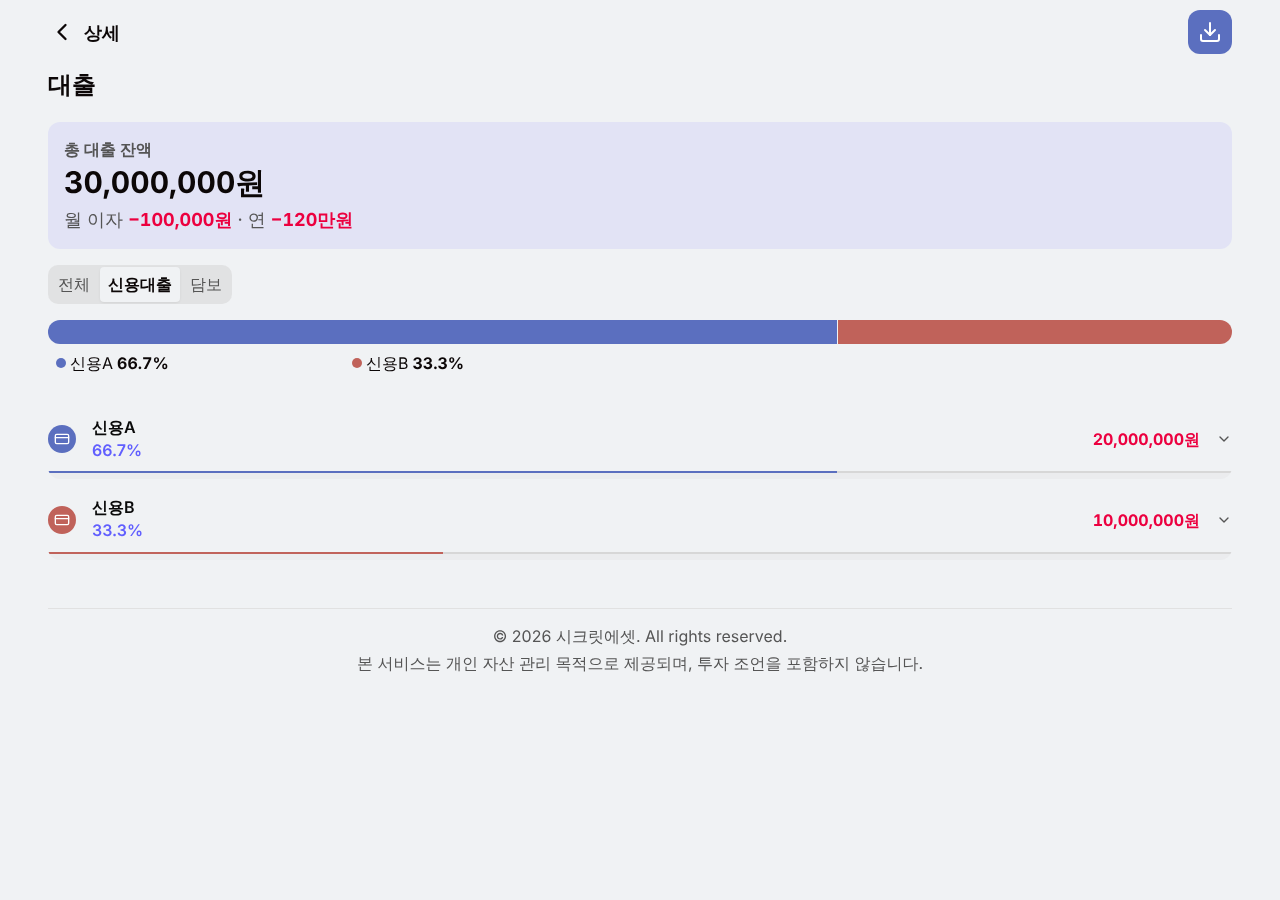 상세
대출
총 대출 잔액
30,000,000원
월 이자 −100,000원 · 연 −120만원
전체 신용대출 담보
신용A 66.7% 신용B 33.3%
신용A
66.7%
20,000,000원
신용B
33.3%
10,000,000원
© 2026 시크릿에셋. All rights reserved.
본 서비스는 개인 자산 관리 목적으로 제공되며, 투자 조언을 포함하지 않습니다.